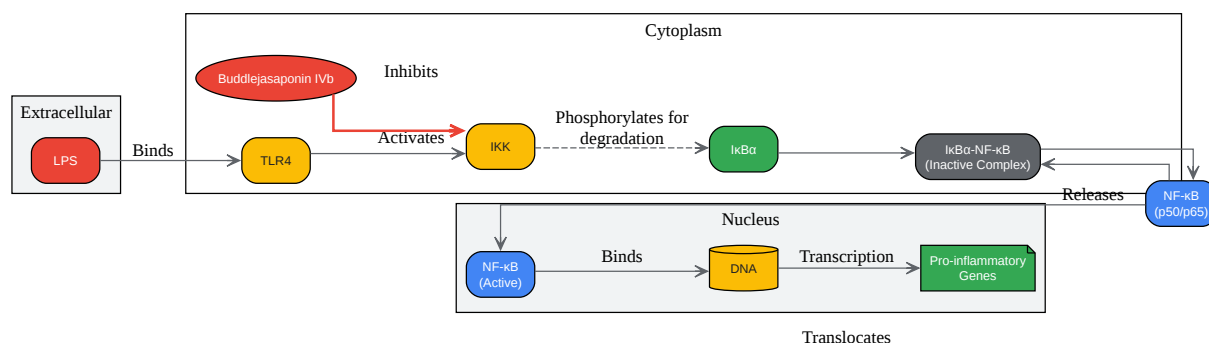 Cytoplasm
Buddlejasaponin IVb
Inhibits
Extracellular
LPS
Binds
TLR4
Activates
IKK
Phosphorylates for
degradation
IκBα
IκBα-NF-κB
(Inactive Complex)
NF-κB
(p50/p65)
Releases
Nucleus
NF-κB
(Active)
Binds
DNA
Transcription
Pro-inflammatory
Genes
Translocates